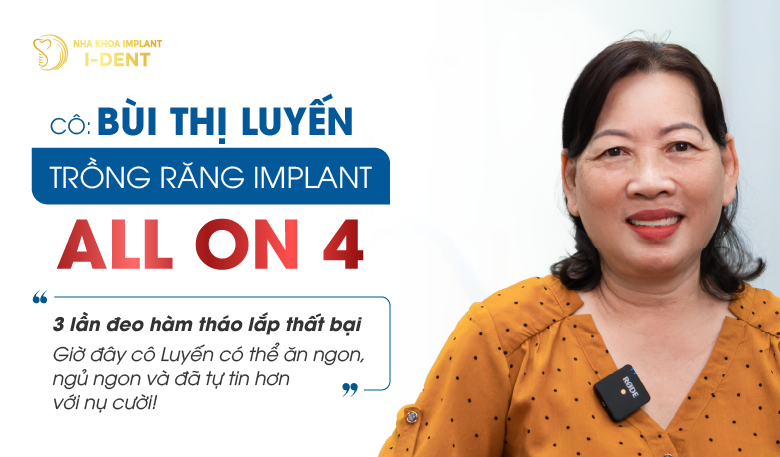 NHA KHOA IMPLANT
I-DENT
CÔ: BÙI THỊ LUYẾN
TRỒNG RĂNG IMPLANT
ALL ON 4
“
3 lần đeo hàm tháo lắp thất bại
Giờ đây cô Luyến có thể ăn ngon,
ngủ ngon và đã tự tin hơn
với nụ cười!
”
RØDE